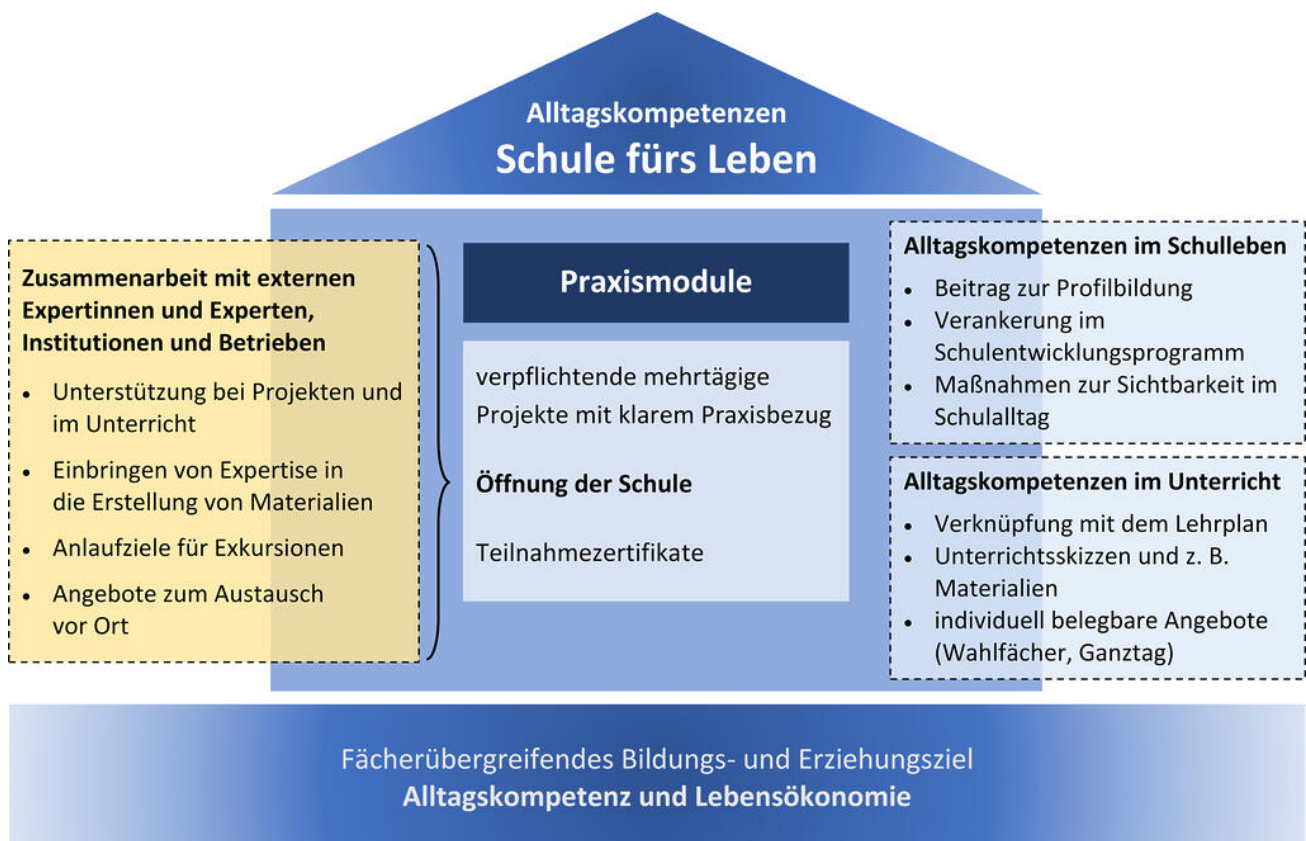 Alltagskompetenzen
Schule fürs Leben
Zusammenarbeit mit externen
Expertinnen und Experten,
Institutionen und Betrieben
• Unterstützung bei Projekten und
im Unterricht
• Einbringen von Expertise in
die Erstellung von Materialien
• Anlaufziele für Exkursionen
• Angebote zum Austausch
vor Ort
Praxismodule
verpflichtende mehrtägige
Projekte mit klarem Praxisbezug
Öffnung der Schule
Teilnahmezertifikate
Alltagskompetenzen im Schulleben
• Beitrag zur Profilbildung
• Verankerung im
Schulentwicklungsprogramm
• Maßnahmen zur Sichtbarkeit im
Schulalltag
Alltagskompetenzen im Unterricht
• Verknüpfung mit dem Lehrplan
• Unterrichtsskizzen und z. B.
Materialien
• individuell belegbare Angebote
(Wahlfächer, Ganztag)
Fächerübergreifendes Bildungs- und Erziehungsziel
Alltagskompetenz und Lebensökonomie